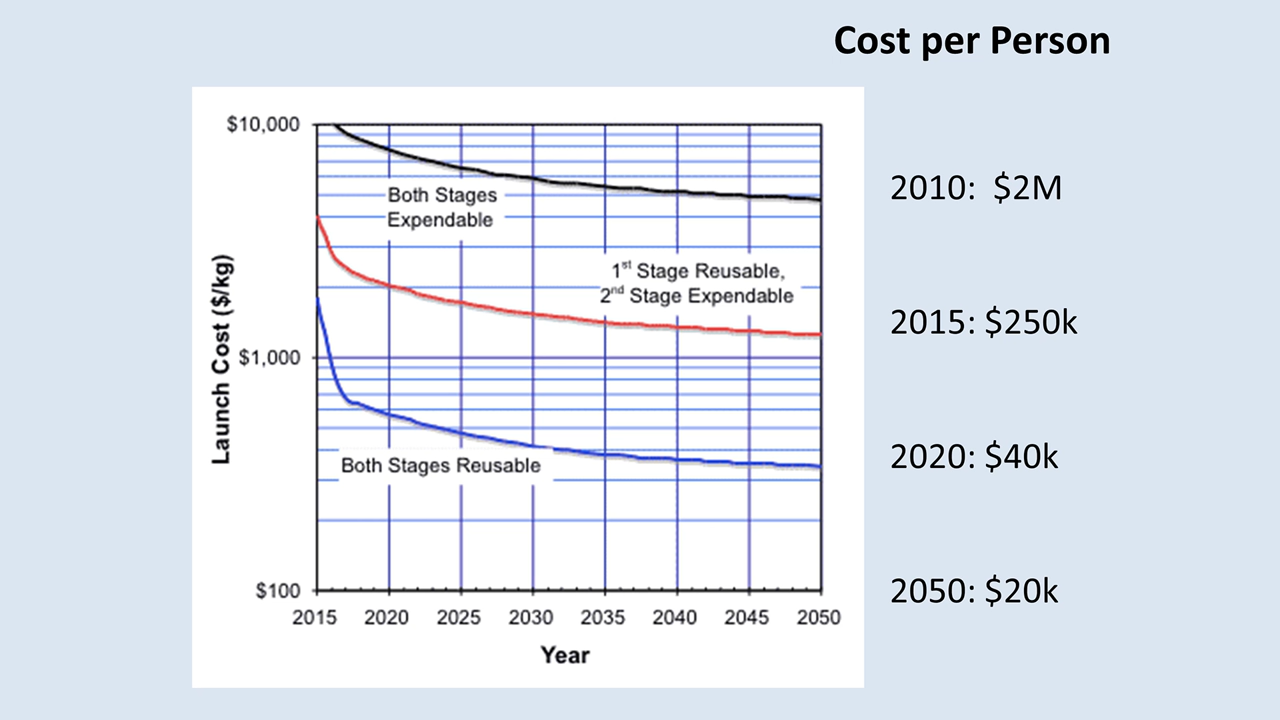 Cost per Person
$10,000
Both Stages
Expendable
1st Stage Reusable,
2nd Stage Expendable
Launch Cost ($/kg)
$1,000
Both Stages Reusable
$100
2015 2020 2025 2030 2035 2040 2045 2050
Year
2010:  $2M
2015: $250k
2020: $40k
2050: $20k